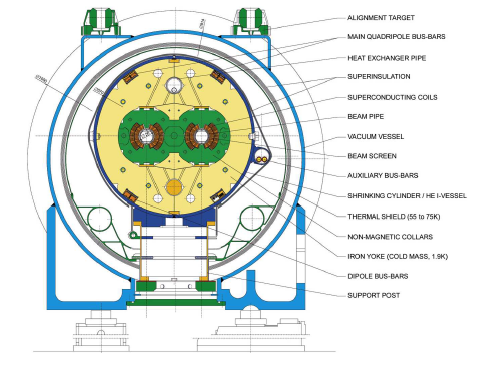 ALIGNMENT TARGET
MAIN QUADRIPOLE BUS-BARS
HEAT EXCHANGER PIPE
SUPERINSULATION
SUPERCONDUCTING COILS
BEAM PIPE
VACUUM VESSEL
BEAM SCREEN
AUXILIARY BUS-BARS
SHRINKING CYLINDER / HE I-VESSEL
THERMAL SHIELD (55 to 75K)
NON-MAGNETIC COLLARS
IRON YOKE (COLD MASS, 1.9K)
DIPOLE BUS-BARS
SUPPORT POST